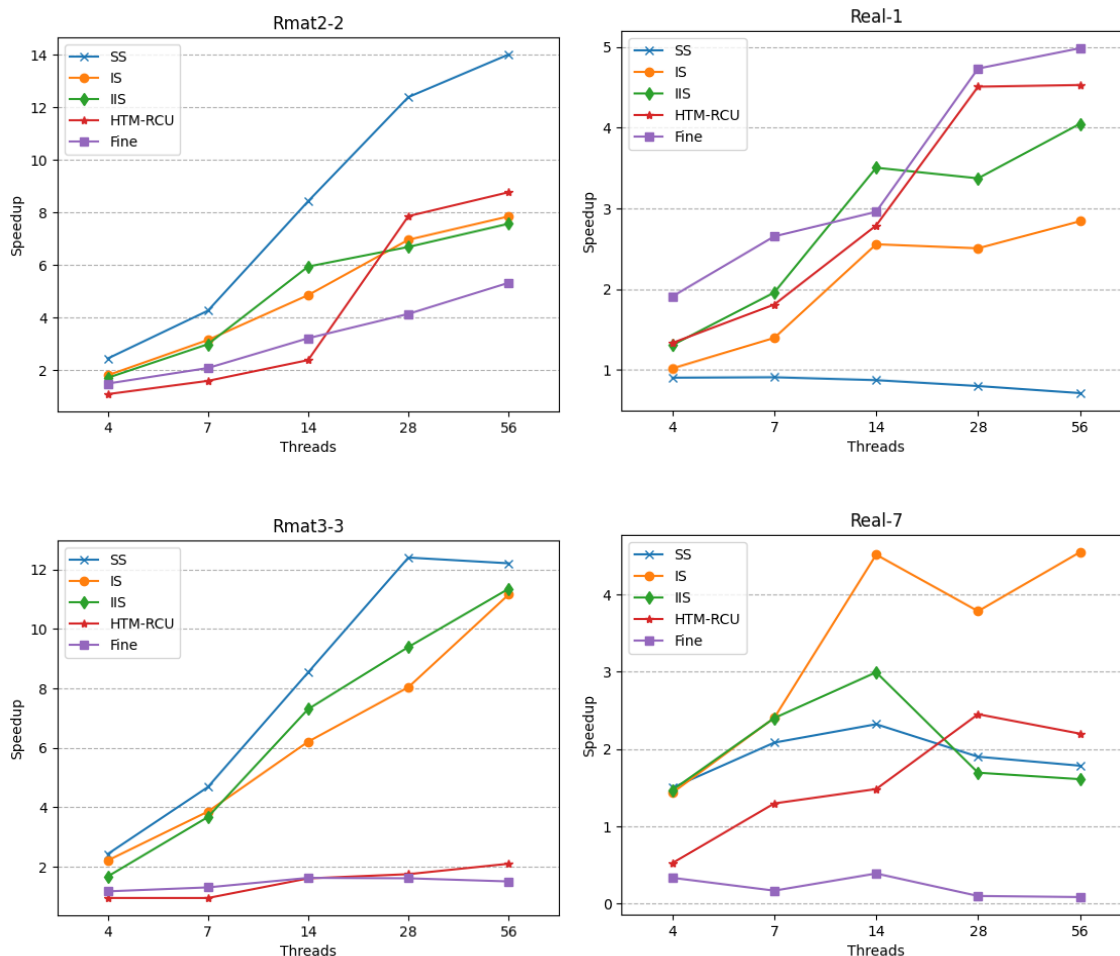 Rmat2-2
SS
IS
IIS
HTM-RCU
Fine
14
12
10
8
6
4
2
Speedup
4 7 14 28 56
Threads
Real-1
SS
IS
IIS
HTM-RCU
Fine
5
4
3
2
1
Speedup
4 7 14 28 56
Threads
Rmat3-3
SS
IS
IIS
HTM-RCU
Fine
12
10
8
6
4
2
Speedup
4 7 14 28 56
Threads
Real-7
SS
IS
IIS
HTM-RCU
Fine
4
3
2
1
0
Speedup
4 7 14 28 56
Threads